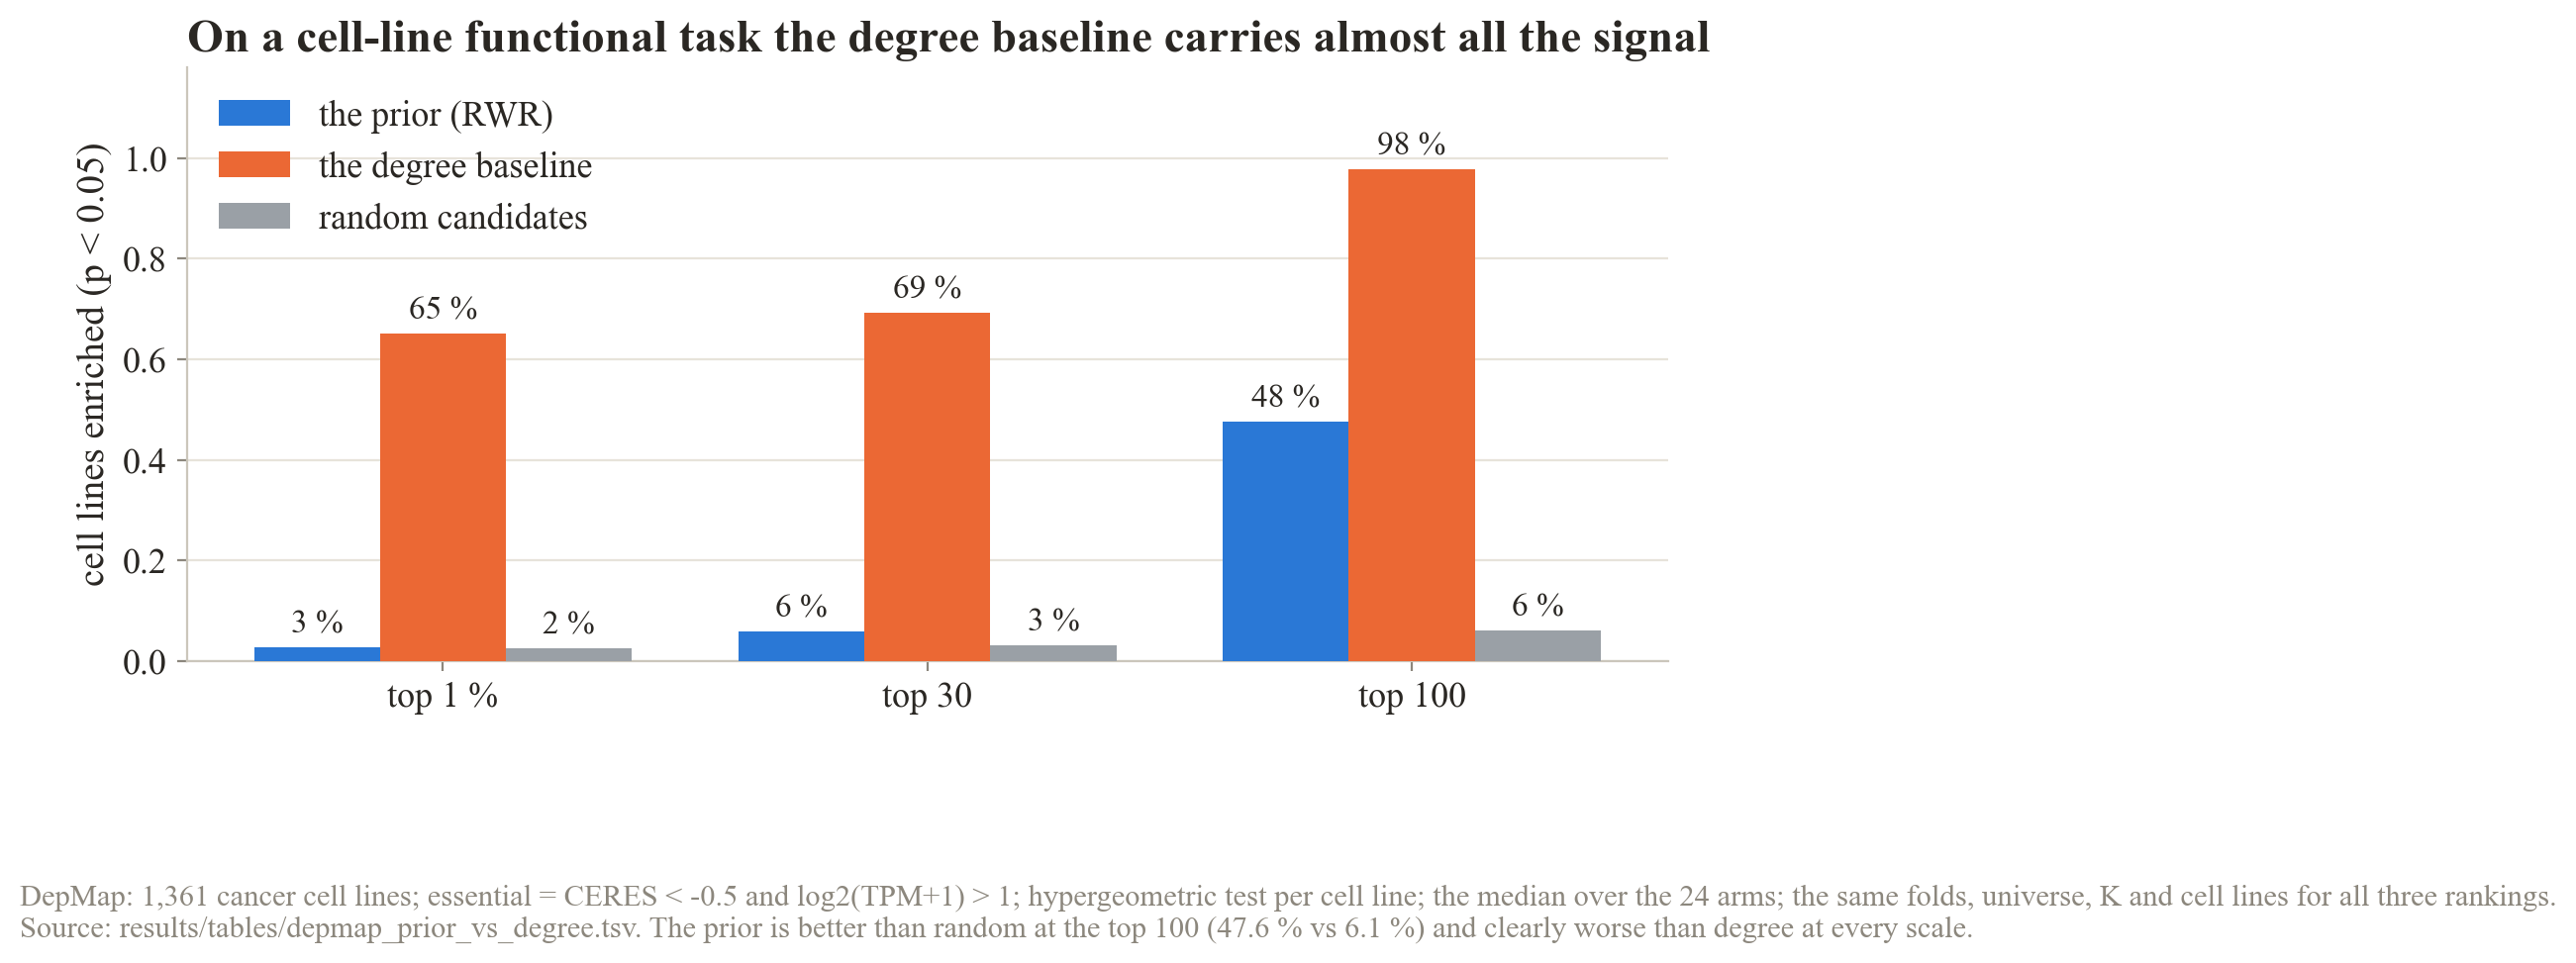 On a cell-line functional task the degree baseline carries almost all the signal
the prior (RWR)
the degree baseline
random candidates
cell lines enriched (p < 0.05)
1.0
0.8
0.6
0.4
0.2
0.0
3 %
65 %
2 %
6 %
69 %
3 %
48 %
98 %
6 %
top 1 %
top 30
top 100
DepMap: 1,361 cancer cell lines; essential = CERES < -0.5 and log2(TPM+1) > 1; hypergeometric test per cell line; the median over the 24 arms; the same folds, universe, K and cell lines for all three rankings.
Source: results/tables/depmap_prior_vs_degree.tsv. The prior is better than random at the top 100 (47.6 % vs 6.1 %) and clearly worse than degree at every scale.